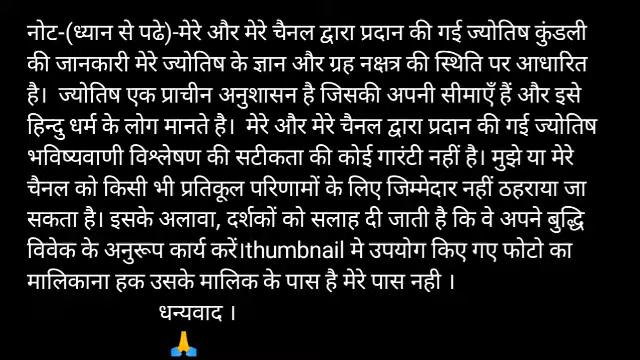 नोट-(ध्यान से पढे)-मेरे और मेरे चैनल द्वारा प्रदान की गई ज्योतिष कुंडली
की जानकारी मेरे ज्योतिष के ज्ञान और ग्रह नक्षत्र की स्थिति पर आधारित
है। ज्योतिष एक प्राचीन अनुशासन है जिसकी अपनी सीमाएँ हैं और इसे
हिन्दु धर्म के लोग मानते है। मेरे और मेरे चैनल द्वारा प्रदान की गई ज्योतिष
भविष्यवाणी विश्लेषण की सटीकता की कोई गारंटी नहीं है। मुझे या मेरे
चैनल को किसी भी प्रतिकूल परिणामों के लिए जिम्मेदार नहीं ठहराया जा
सकता है। इसके अलावा, दर्शकों को सलाह दी जाती है कि वे अपने बुद्धि
विवेक के अनुरूप कार्य करें।thumbnail मे उपयोग किए गए फोटो का
मालिकाना हक उसके मालिक के पास है मेरे पास नही ।
धन्यवाद ।
🙏